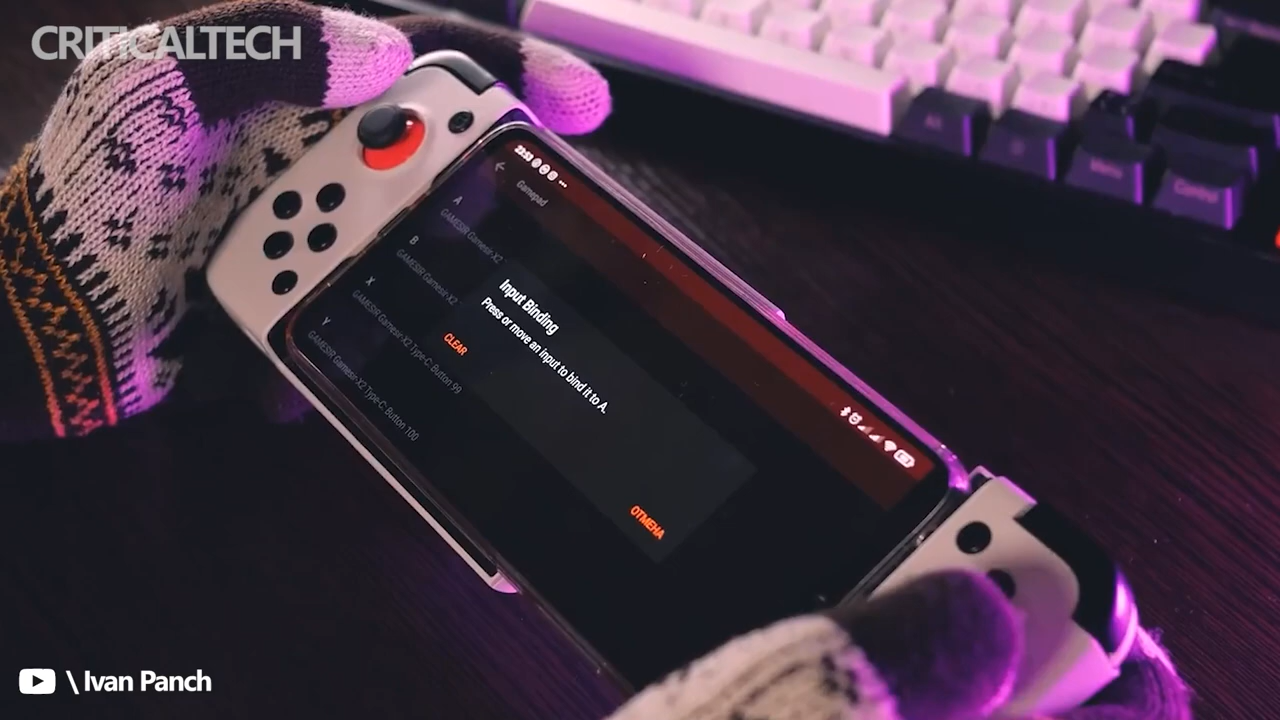 CRITICALTECH
22:53
Gamepad
A
GAMESIR Gamesir-X2
B
GAMESIR Gamesir-X2
X
GAMESIR Gamesir-X2 Type-C: Button 99
Y
GAMESIR Gamesir-X2 Type-C: Button 100
Input Binding
Press or move an input to bind it to A.
CLEAR
ОТМЕНА
Alt
Menu
Control
\ Ivan Panch